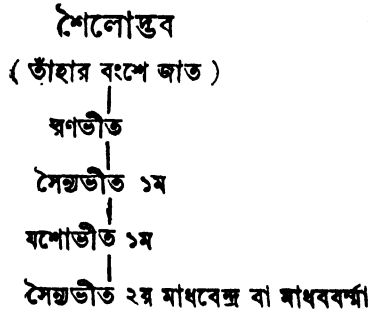 শৈলোদ্ভব
( তাঁহার বংশে জাত )
রণভীত
সৈন্যভীত ১ম
যশোভীত ১ম
সৈন্যভীত ২য় মাধবেন্দ্র বা মাধববর্ম্মা